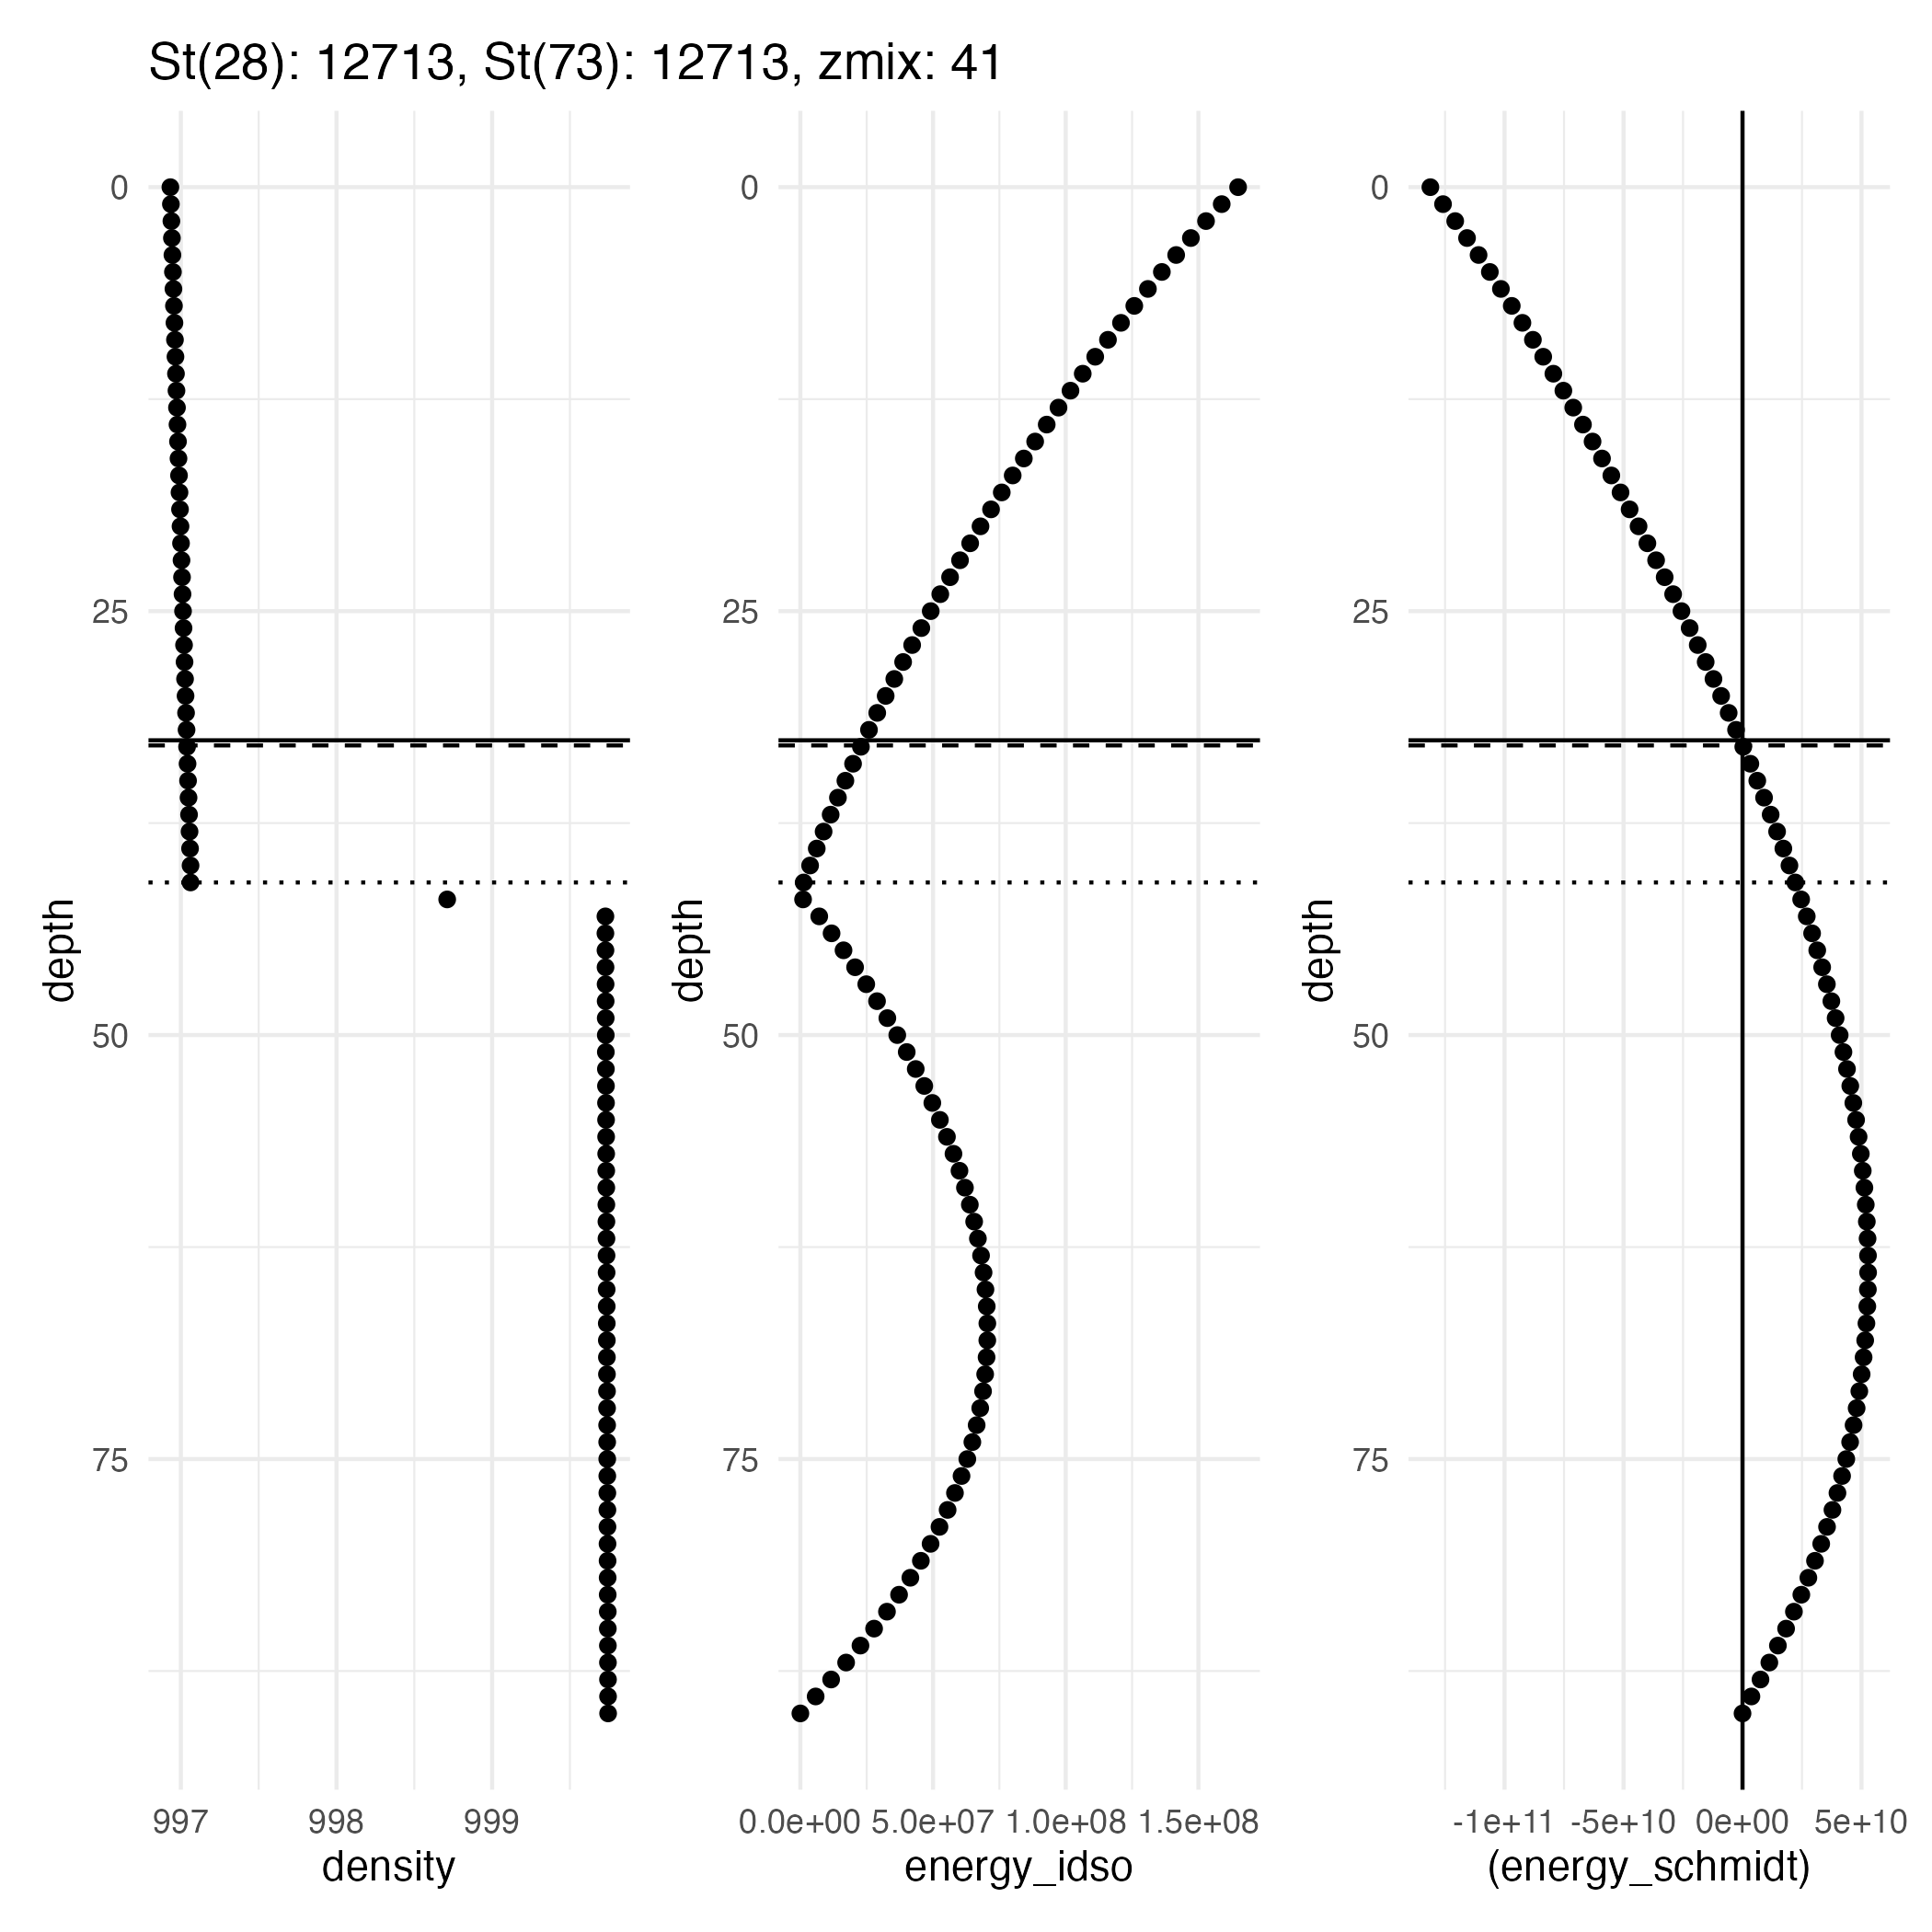 St(28): 12713, St(73): 12713, zmix: 41
0
25
50
75
depth
997 998 999
density
0
25
50
75
depth
0.0e+00 5.0e+07 1.0e+08 1.5e+08
energy_idso
0
25
50
75
depth
-1e+11 -5e+10 0e+00 5e+10
(energy_schmidt)